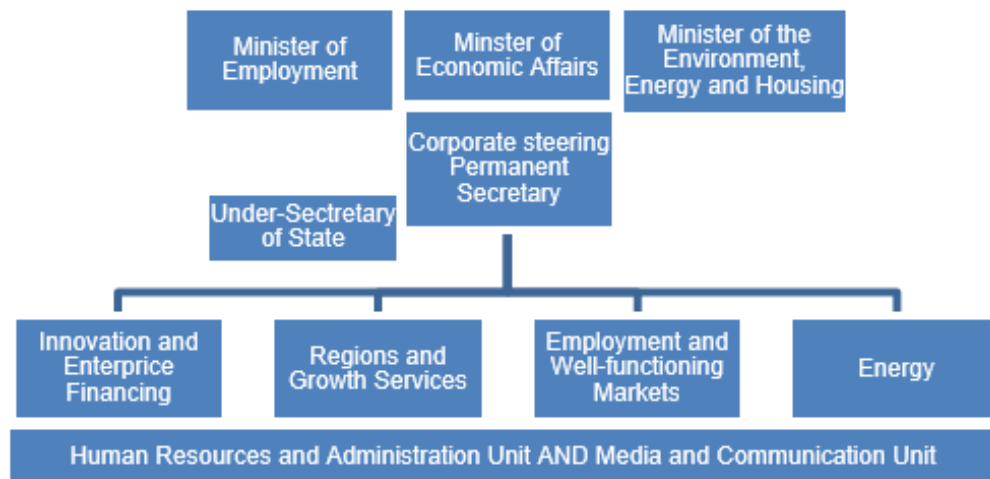 Minister of
Employment
Minster of
Economic Affairs
Minister of the
Environment,
Energy and Housing
Corporate steering
Permanent
Secretary
Under-Sectretary
of State
Innovation and
Enterprice
Financing
Regions and
Growth Services
Employment and
Well-functioning
Markets
Energy
Human Resources and Administration Unit AND Media and Communication Unit